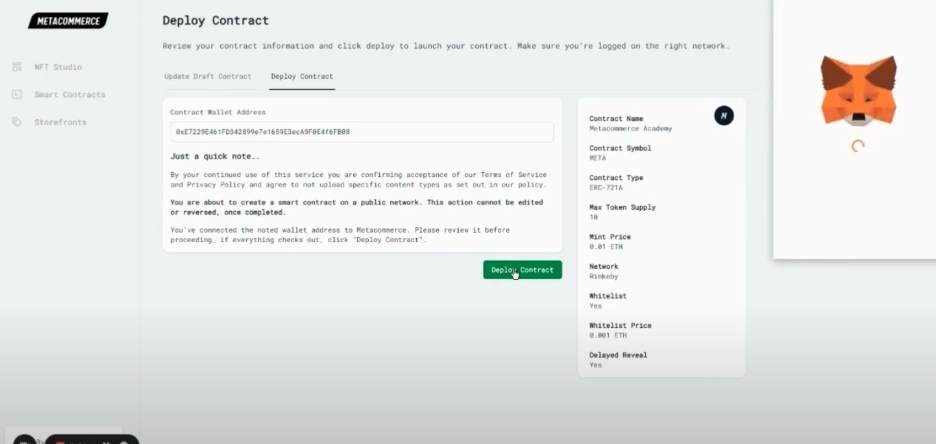 METACOMMERCE
NFT Studio
Smart Contracts
Storefronts
Deploy Contract
Review your contract information and click deploy to launch your contract. Make sure you're logged on the right network.
Update Draft Contract
Deploy Contract
Contract Wallet Address
Just a quick note..
By your continued use of this service you are confirming acceptance of our Terms of Service
and Privacy Policy and agree to not upload specific content types as set out in our policy.
You are about to create a smart contract on a public network. This action cannot be edited
or reversed, once completed.
You've connected the noted wallet address to Metacommerce. Please review it before
proceeding, if everything checks out, click "Deploy Contract".
Deploy Contract
M
Contract Name
Metacommerce Academy
Contract Symbol
META
Contract Type
ERC-721A
Max Token Supply
10
Mint Price
0.01 ETH
Network
Rinkeby
Whitelist
Yes
Whitelist Price
0.001 ETH
Delayed Reveal
Yes